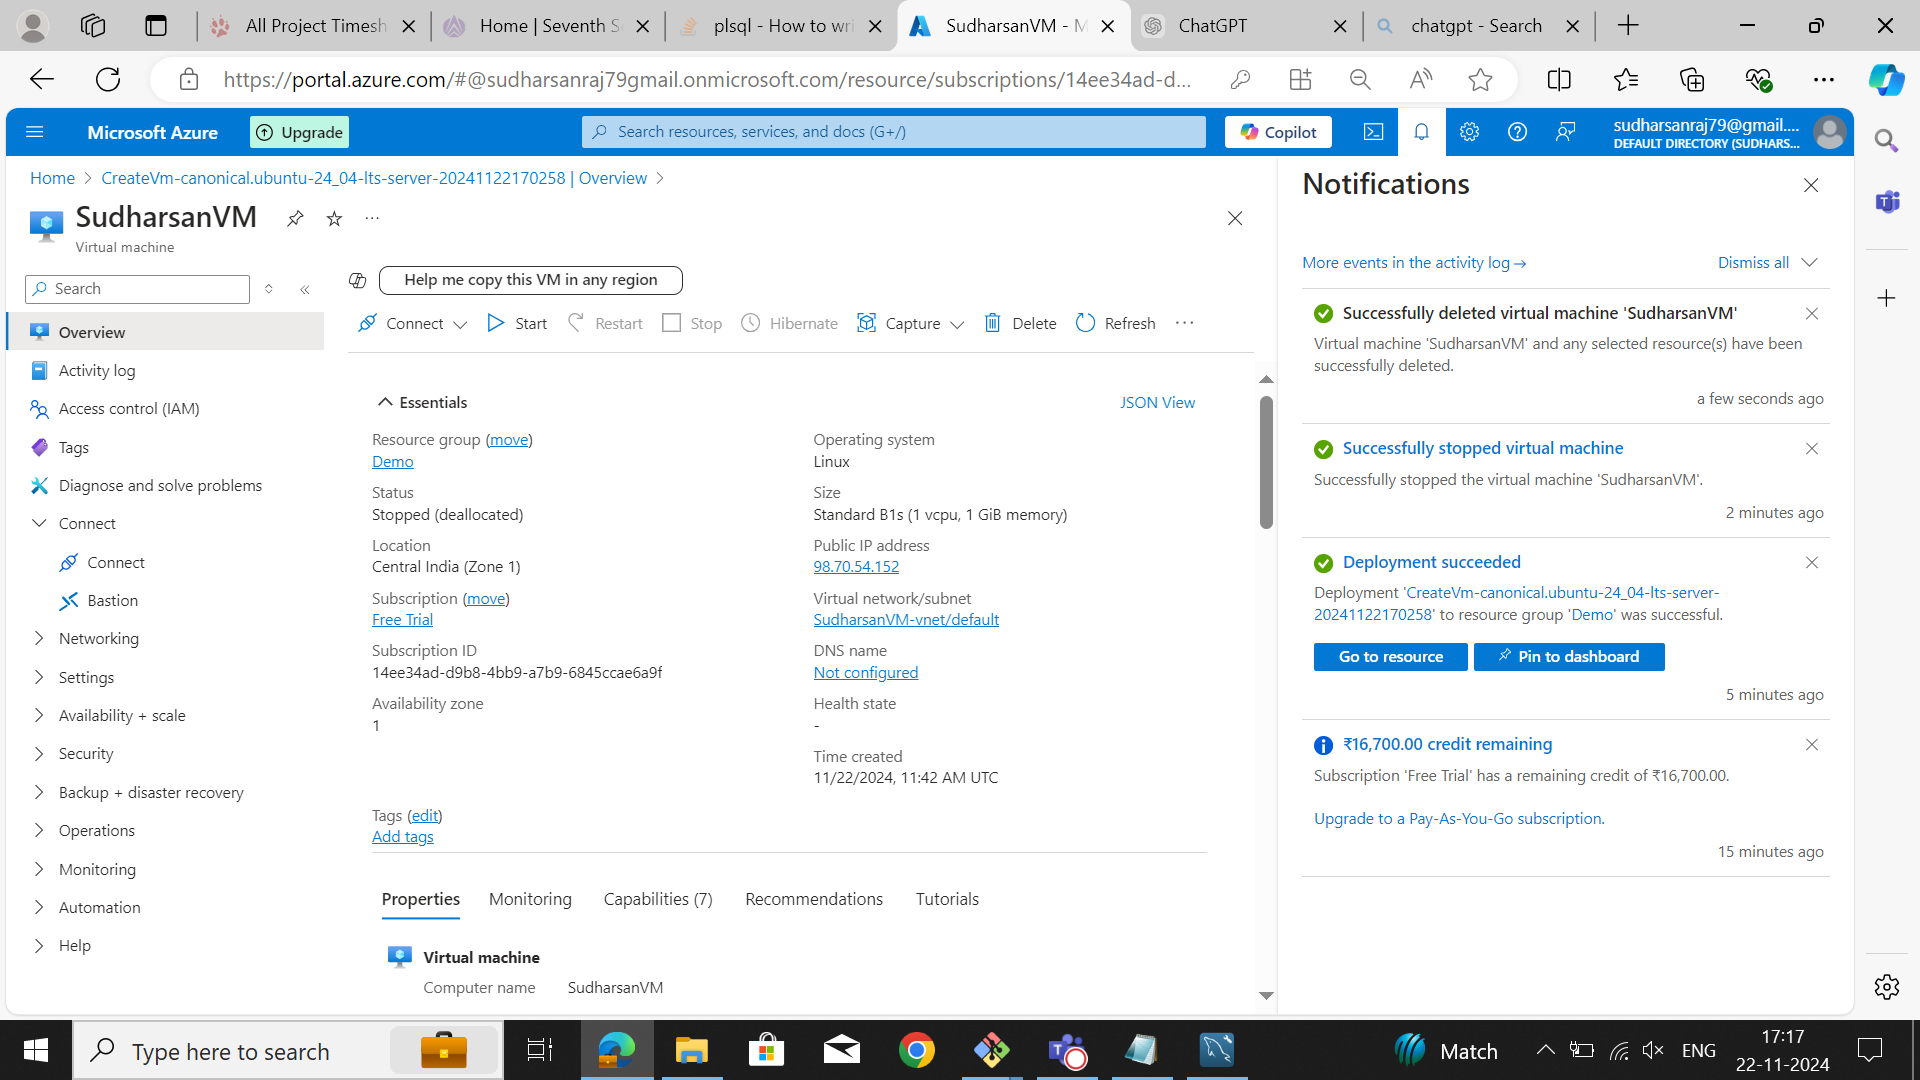 All Project Timesh
Home | Seventh S
plsql - How to wri
SudharsanVM - M
ChatGPT
chatgpt - Search
https://portal.azure.com/#@sudharsanraj79gmail.onmicrosoft.com/resource/subscriptions/14ee34ad-d...
Microsoft Azure
Upgrade
Search resources, services, and docs (G+/)
Copilot
sudharsanraj79@gmail....
DEFAULT DIRECTORY (SUDHARS...
Home > CreateVm-canonical.ubuntu-24_04-lts-server-20241122170258 | Overview >
SudharsanVM
Virtual machine
Search
Overview
Activity log
Access control (IAM)
Tags
Diagnose and solve problems
Connect
Connect
Bastion
Networking
Settings
Availability + scale
Security
Backup + disaster recovery
Operations
Monitoring
Automation
Help
Help me copy this VM in any region
Connect
Start
Restart
Stop
Hibernate
Capture
Delete
Refresh
Essentials
JSON View
Resource group (move)
Demo
Status
Stopped (deallocated)
Location
Central India (Zone 1)
Subscription (move)
Free Trial
Subscription ID
14ee34ad-d9b8-4bb9-a7b9-6845ccae6a9f
Availability zone
1
Operating system
Linux
Size
Standard B1s (1 vcpu, 1 GiB memory)
Public IP address
98.70.54.152
Virtual network/subnet
SudharsanVM-vnet/default
DNS name
Not configured
Health state
-
Time created
11/22/2024, 11:42 AM UTC
Tags (edit)
Add tags
Properties
Monitoring
Capabilities (7)
Recommendations
Tutorials
Virtual machine
Computer name
SudharsanVM
Notifications
More events in the activity log →
Dismiss all
Successfully deleted virtual machine 'SudharsanVM'
Virtual machine 'SudharsanVM' and any selected resource(s) have been
successfully deleted.
a few seconds ago
Successfully stopped virtual machine
Successfully stopped the virtual machine 'SudharsanVM'.
2 minutes ago
Deployment succeeded
Deployment 'CreateVm-canonical.ubuntu-24_04-lts-server-
20241122170258' to resource group 'Demo' was successful.
Go to resource
Pin to dashboard
5 minutes ago
₹16,700.00 credit remaining
Subscription 'Free Trial' has a remaining credit of ₹16,700.00.
Upgrade to a Pay-As-You-Go subscription.
15 minutes ago
Type here to search
Match
ENG
17:17
22-11-2024